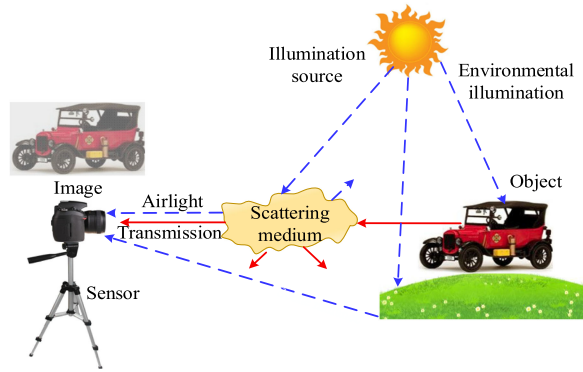 Illumination
source
Environmental
illumination
Image
Airlight
Transmission
Scattering
medium
Object
Sensor